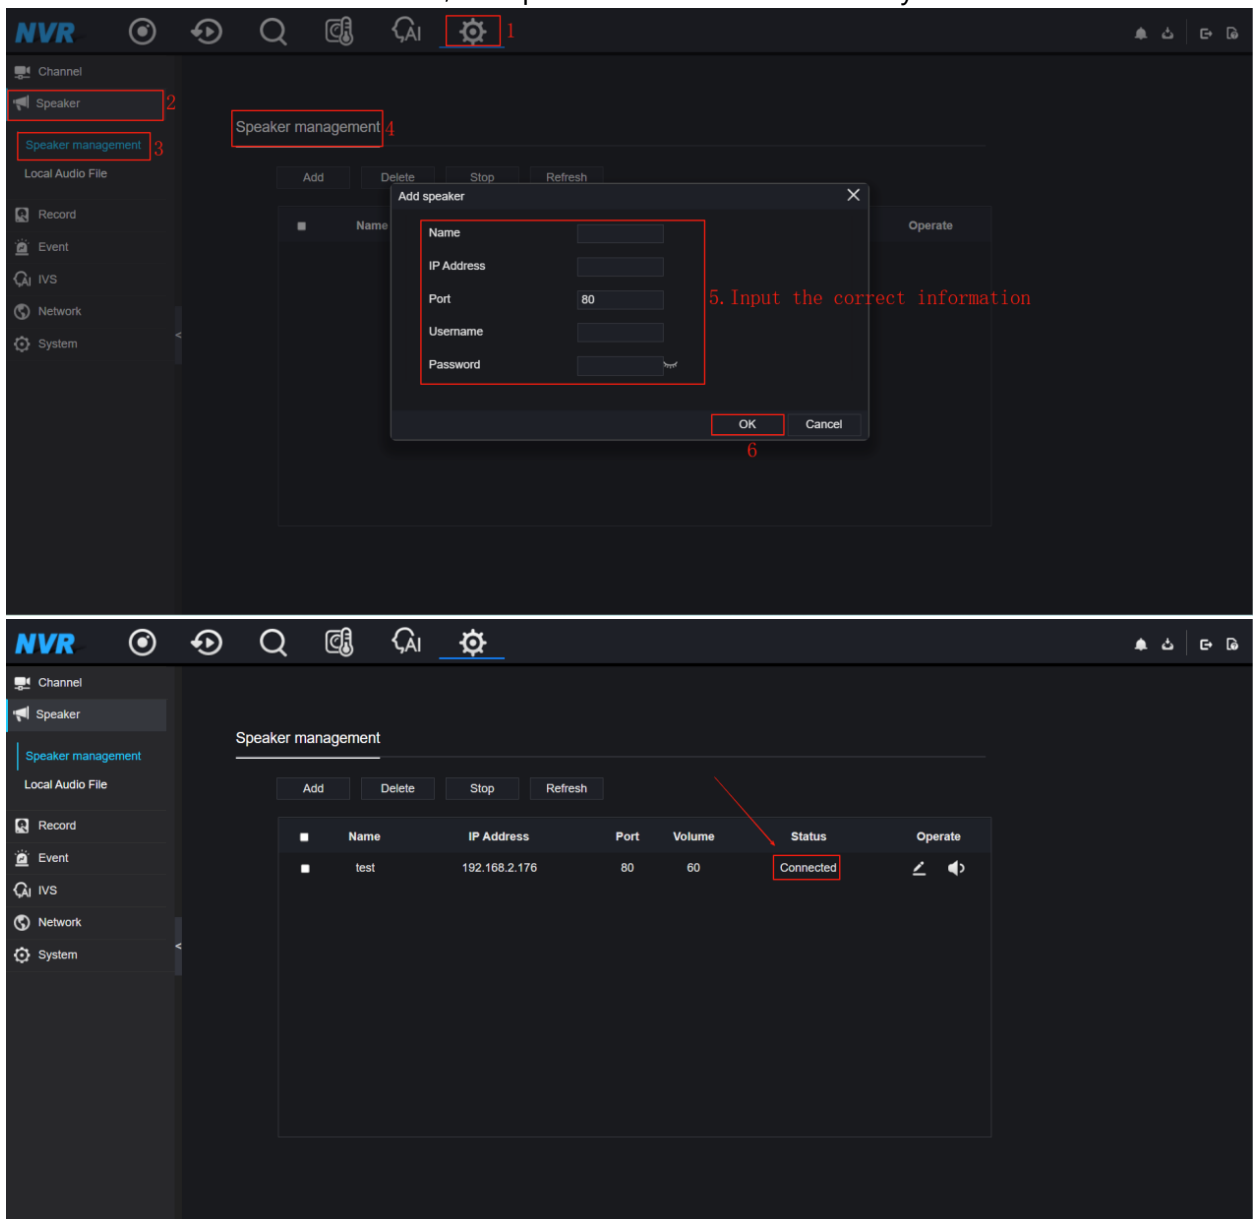 NVR
AI
1
Channel
Speaker
2
Speaker management
3
Local Audio File
Record
Event
AI IVS
Network
System
<
Speaker management
4
Add Delete Stop Refresh
Name Operate
Add speaker
Name
IP Address
Port 80
Username
Password
5. Input the correct information
OK Cancel
6
NVR
AI
Channel
Speaker
Speaker management
Local Audio File
Record
Event
AI IVS
Network
System
<
Speaker management
Add Delete Stop Refresh
Name IP Address Port Volume Status Operate
test 192.168.2.176 80 60 Connected